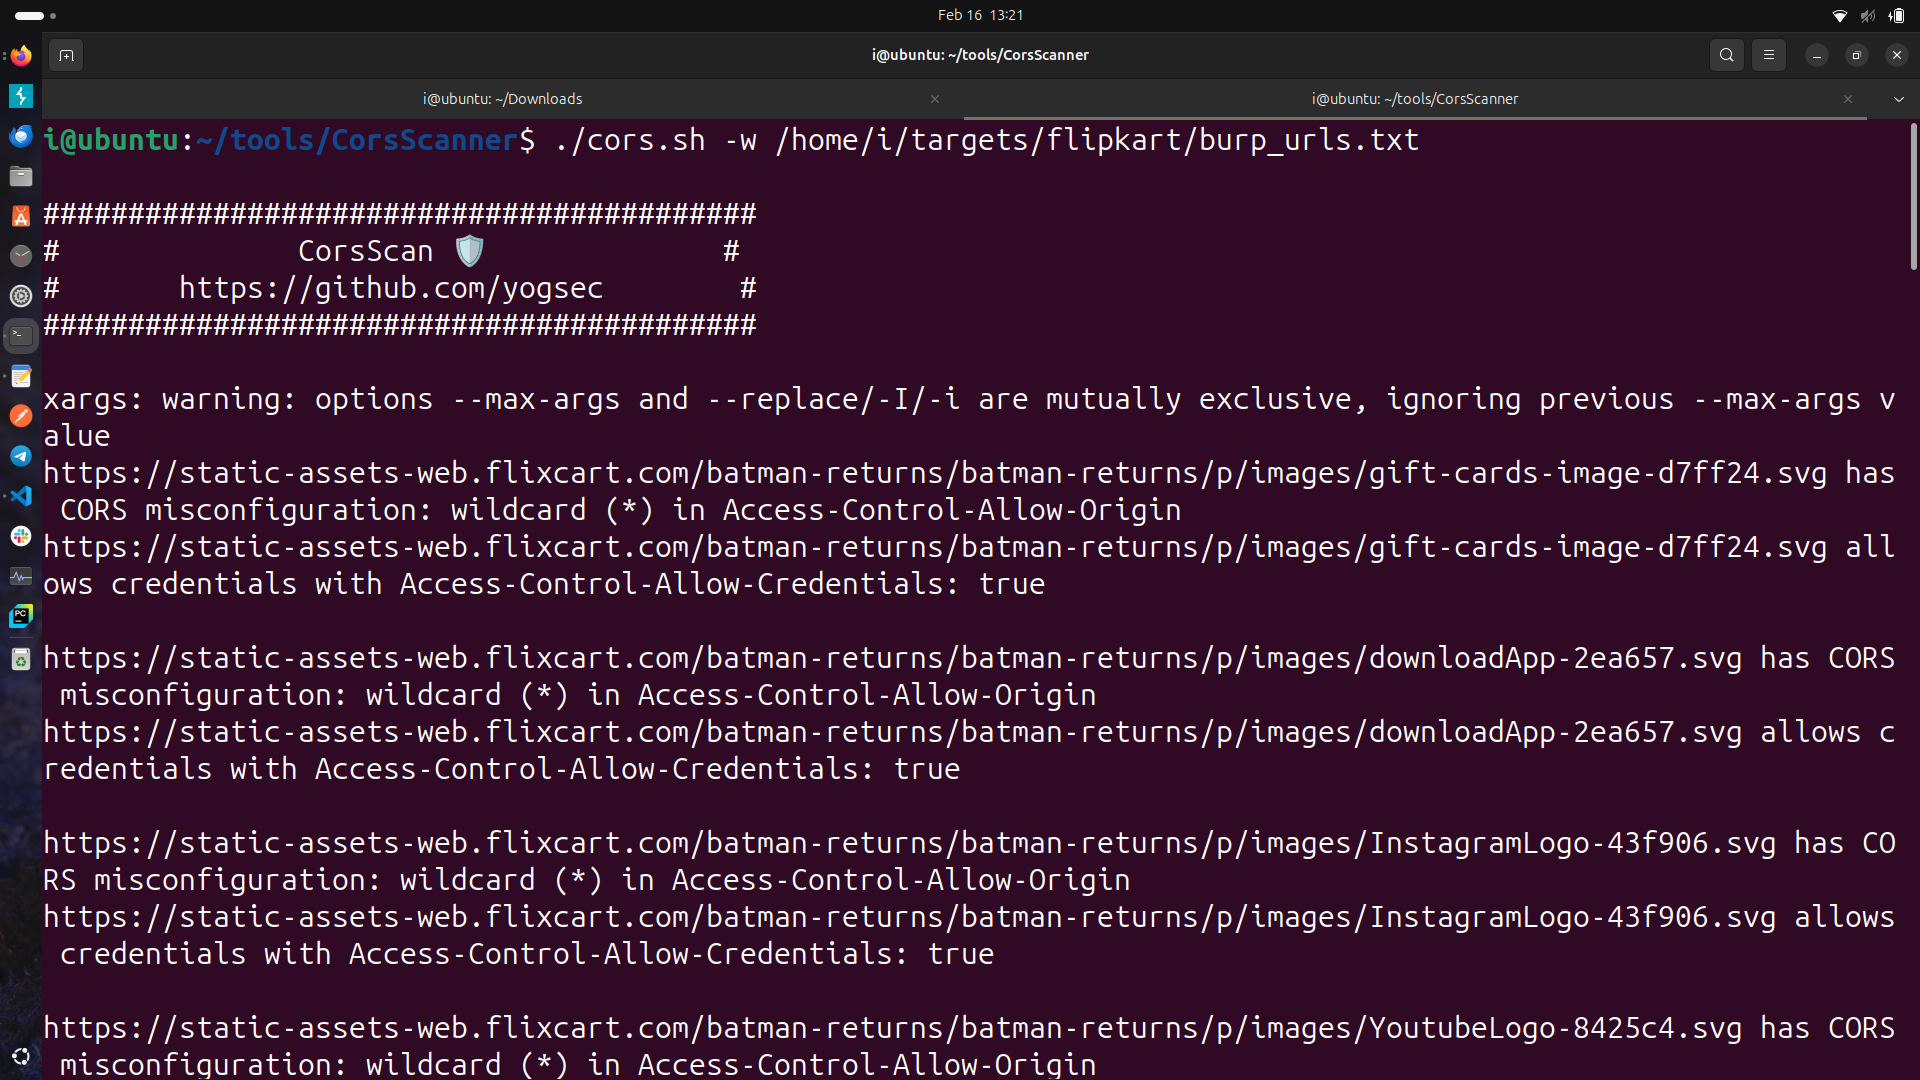 Feb 16 13:21
i@ubuntu: ~/tools/CorsScanner
i@ubuntu: ~/Downloads
i@ubuntu: ~/tools/CorsScanner
i@ubuntu:~/tools/CorsScanner$ ./cors.sh -w /home/i/targets/flipkart/burp_urls.txt
##########################################
# CorsScan 🛡️ #
# https://github.com/yogsec #
##########################################
xargs: warning: options --max-args and --replace/-I/-i are mutually exclusive, ignoring previous --max-args v
alue
https://static-assets-web.flixcart.com/batman-returns/batman-returns/p/images/gift-cards-image-d7ff24.svg has
CORS misconfiguration: wildcard (*) in Access-Control-Allow-Origin
https://static-assets-web.flixcart.com/batman-returns/batman-returns/p/images/gift-cards-image-d7ff24.svg all
ows credentials with Access-Control-Allow-Credentials: true
https://static-assets-web.flixcart.com/batman-returns/batman-returns/p/images/downloadApp-2ea657.svg has CORS
misconfiguration: wildcard (*) in Access-Control-Allow-Origin
https://static-assets-web.flixcart.com/batman-returns/batman-returns/p/images/downloadApp-2ea657.svg allows c
redentials with Access-Control-Allow-Credentials: true
https://static-assets-web.flixcart.com/batman-returns/batman-returns/p/images/InstagramLogo-43f906.svg has CO
RS misconfiguration: wildcard (*) in Access-Control-Allow-Origin
https://static-assets-web.flixcart.com/batman-returns/batman-returns/p/images/InstagramLogo-43f906.svg allows
credentials with Access-Control-Allow-Credentials: true
https://static-assets-web.flixcart.com/batman-returns/batman-returns/p/images/YoutubeLogo-8425c4.svg has CORS
misconfiguration: wildcard (*) in Access-Control-Allow-Origin